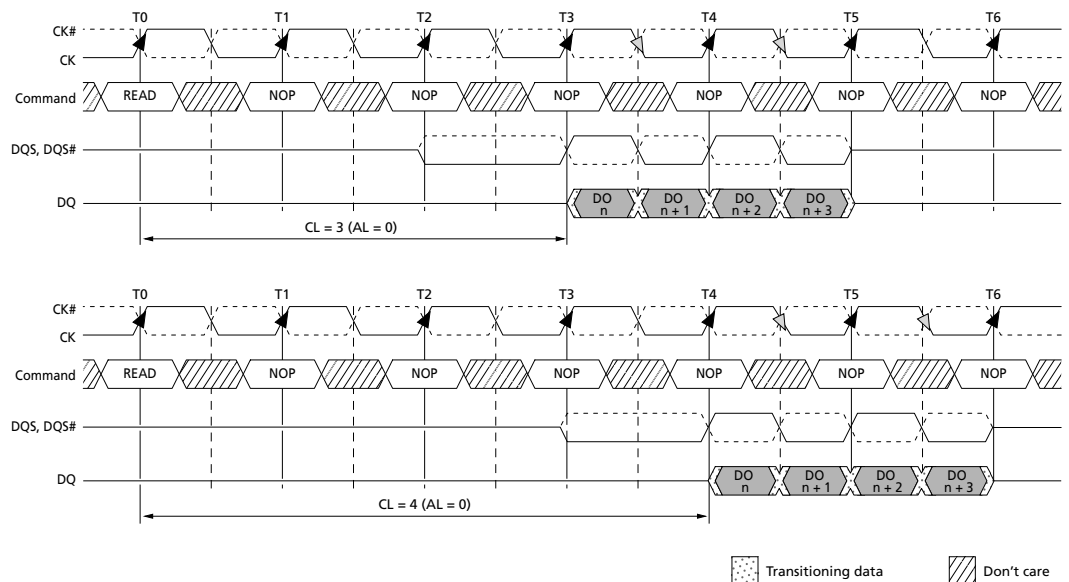 T0 T1 T2 T3 T4 T5 T6
CK#
CK
Command READ NOP NOP NOP NOP NOP NOP
DQS, DQS#
DQ DO n DO n + 1 DO n + 2 DO n + 3
CL = 3 (AL = 0)
T0 T1 T2 T3 T4 T5 T6
CK#
CK
Command READ NOP NOP NOP NOP NOP NOP
DQS, DQS#
DQ DO n DO n + 1 DO n + 2 DO n + 3
CL = 4 (AL = 0)
Transitioning data Don't care